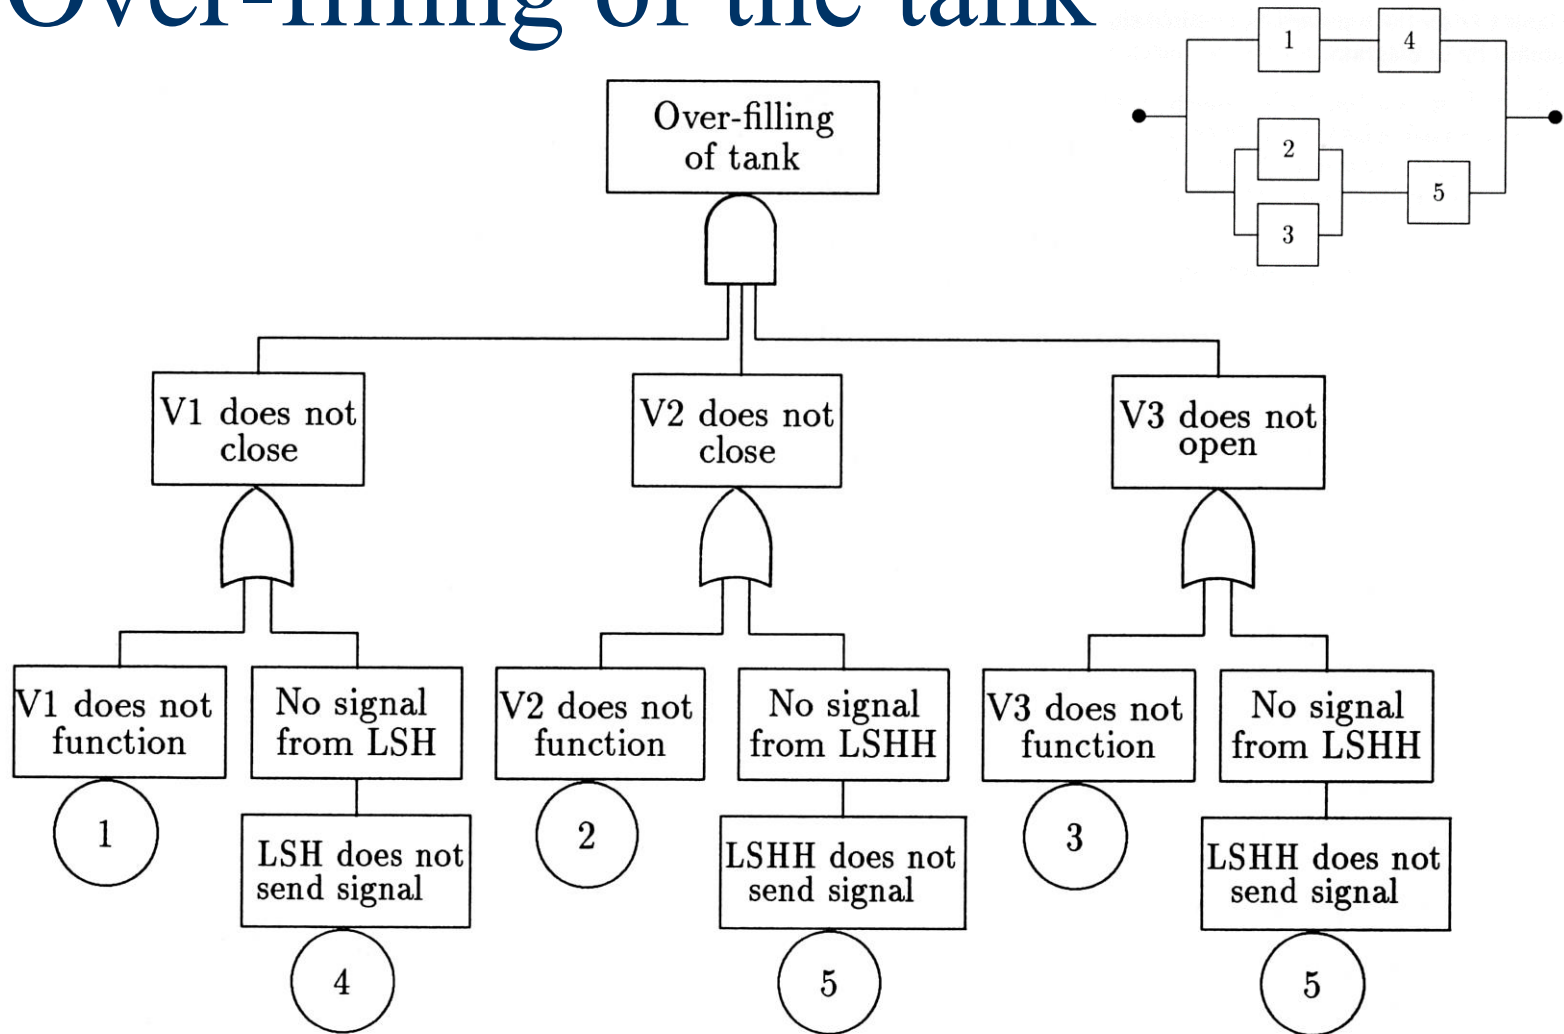 Over-filling of the tank
1
4
2
3
5
Over-filling
of tank
V1 does not
close
V2 does not
close
V3 does not
open
V1 does not
function
No signal
from LSH
V2 does not
function
No signal
from LSHH
V3 does not
function
No signal
from LSHH
1
LSH does not
send signal
2
LSHH does not
send signal
3
LSHH does not
send signal
4
5
5